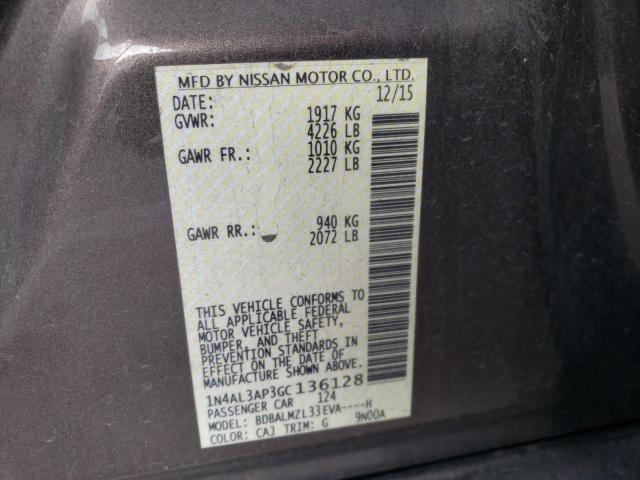 MFD BY NISSAN MOTOR CO., LTD.
DATE: 12/15
GVWR: 1917 KG
4226 LB
GAWR FR.: 1010 KG
2227 LB
GAWR RR.: 940 KG
2072 LB
THIS VEHICLE CONFORMS TO
ALL APPLICABLE FEDERAL
MOTOR VEHICLE SAFETY,
BUMPER, AND THEFT
PREVENTION STANDARDS IN
EFFECT ON THE DATE OF
MANUFACTURE SHOWN ABOVE.
1N4AL3AP3GC136128
PASSENGER CAR 124
MODEL: BDBALMZL33EVA----H
COLOR: CAJ TRIM: G 9N00A